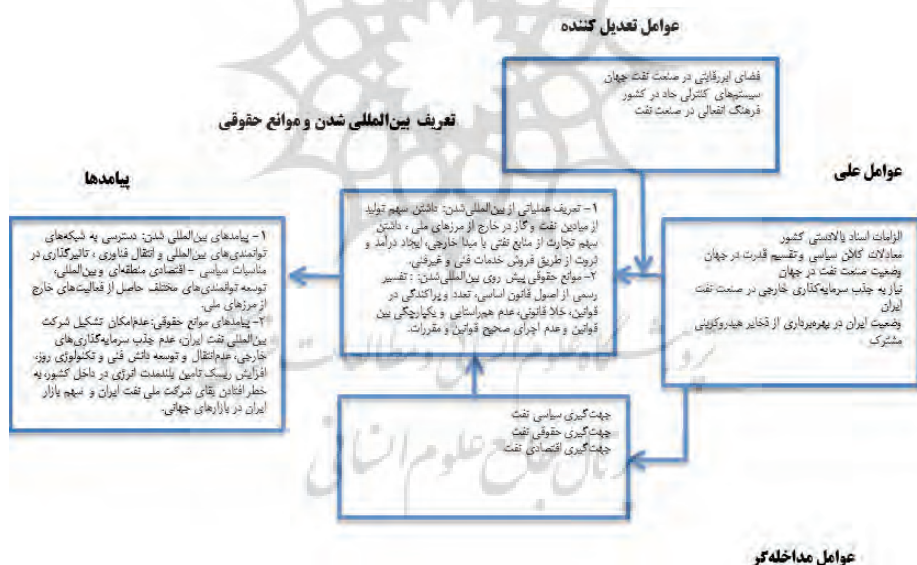 عوامل تعدیل کننده
فضای ابررقابتی در صنعت نفت جهان
سیستم‌های کنترلی حاد در کشور
فرهنگ انفعالی در صنعت نفت
تعریف بین‌المللی شدن و موانع حقوقی
عوامل علی
الزامات اسناد بالادستی کشور
معادلات کلان سیاسی و تقسیم قدرت در جهان
وضعیت صنعت نفت در جهان
نیاز به جذب سرمایه‌گذاری خارجی در صنعت نفت
ایران
وضعیت ایران در بهره‌برداری از ذخایر هیدروکربنی
مشترک
۱- تعریف عملیاتی از بین‌المللی‌شدن: داشتن سهم تولید
از میادین نفت و گاز در خارج از مرزهای ملی ، داشتن
سهم تجارت از منابع نفتی با مبدا خارجی، ایجاد درآمد و
ثروت از طریق فروش خدمات فنی و غیرفنی.
۲- موانع حقوقی پیش روی بین‌المللی‌شدن: : تفسیر
رسمی از اصول قانون اساسی، تعدد و پراکندگی در
قوانین، خلا قانونی، عدم هم‌راستایی و یکپارچگی بین
قوانین و عدم اجرای صحیح قوانین و مقررات.
پیامدها
۱- پیامدهای بین‌المللی شدن: دسترسی به شبکه‌های
توانمندی‌های بین‌المللی و انتقال فناوری ، تاثیرگذاری در
مناسبات سیاسی - اقتصادی منطقه‌ای و بین‌المللی،
توسعه توانمندی‌های مختلف حاصل از فعالیت‌های خارج
از مرزهای ملی.
۲- پیامدهای موانع حقوقی:عدم‌امکان تشکیل شرکت
بین‌المللی نفت ایران، عدم جذب سرمایه‌گذاری‌های
خارجی، عدم‌انتقال و توسعه دانش فنی و تکنولوژی روز،
افزایش ریسک تامین بلندمدت انرژی در داخل کشور، به
خطر افتادن بقای شرکت ملی نفت ایران و سهم بازار
ایران در بازارهای جهانی.
جهت‌گیری سیاسی نفت
جهت‌گیری حقوقی نفت
جهت‌گیری اقتصادی نفت
عوامل مداخله‌گر
پژوهشگاه علوم انسانی و مطالعات
پرتال جامع علوم انسانی